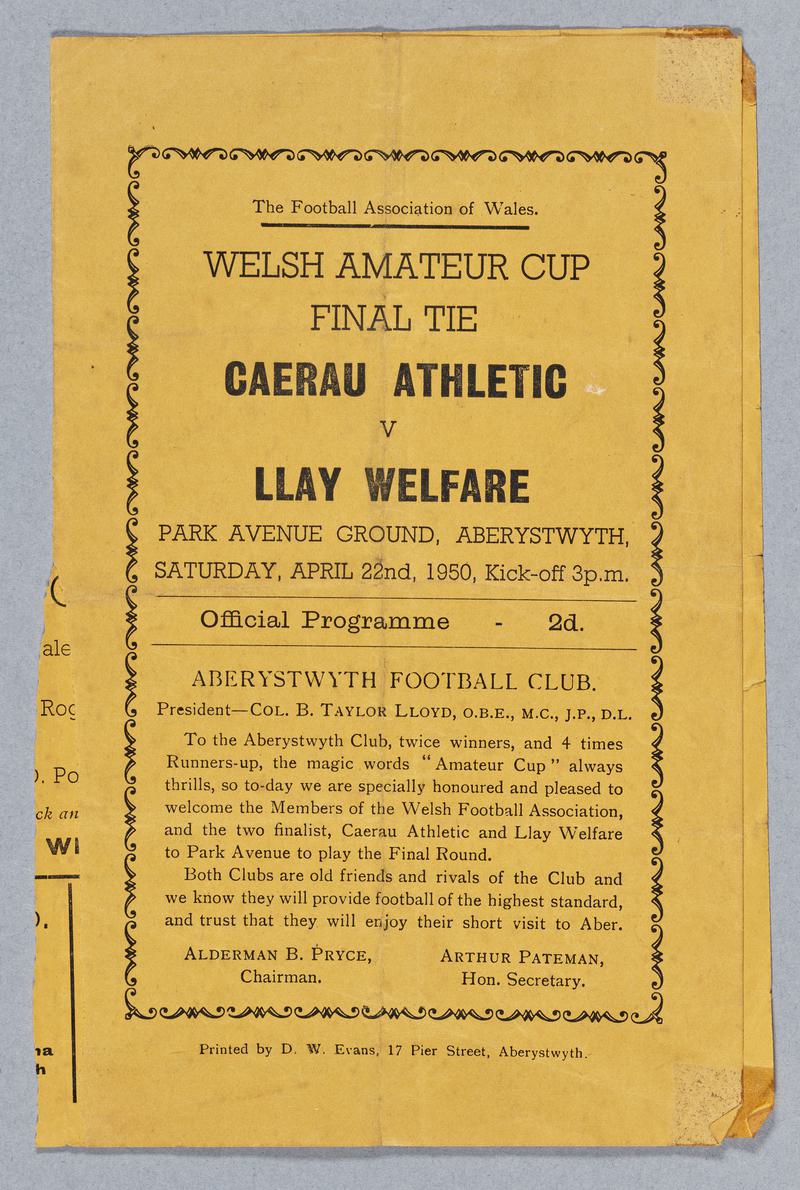 The Football Association of Wales.
WELSH AMATEUR CUP
FINAL TIE
CAERAU ATHLETIC
V
LLAY WELFARE
PARK AVENUE GROUND, ABERYSTWYTH,
SATURDAY, APRIL 22nd, 1950, Kick-off 3p.m.
Official Programme - 2d.
ABERYSTWYTH FOOTBALL CLUB.
President—COL. B. TAYLOR LLOYD, O.B.E., M.C., J.P., D.L.
To the Aberystwyth Club, twice winners, and 4 times
Runners-up, the magic words “Amateur Cup” always
thrills, so to-day we are specially honoured and pleased to
welcome the Members of the Welsh Football Association,
and the two finalist, Caerau Athletic and Llay Welfare
to Park Avenue to play the Final Round.
Both Clubs are old friends and rivals of the Club and
we know they will provide football of the highest standard,
and trust that they will enjoy their short visit to Aber.
ALDERMAN B. PRYCE,
Chairman.
ARTHUR PATEMAN,
Hon. Secretary.
Printed by D. W. Evans, 17 Pier Street, Aberystwyth.
ale
Roc
. Po
ck an
WI